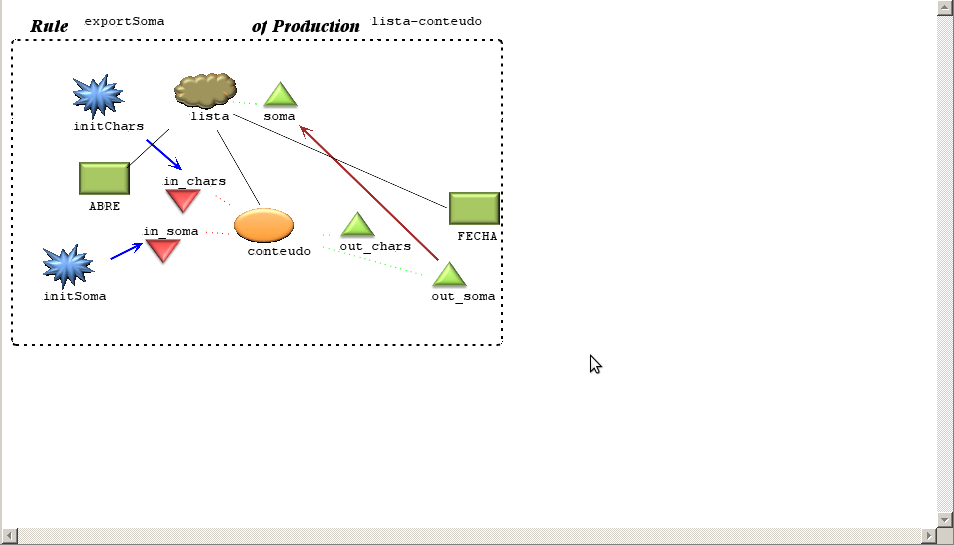 Rule exportSoma of Production lista-conteudo
initChars
lista
soma
in_chars
ABRE
in_soma
conteudo
out_chars
FECHA
initSoma
out_soma